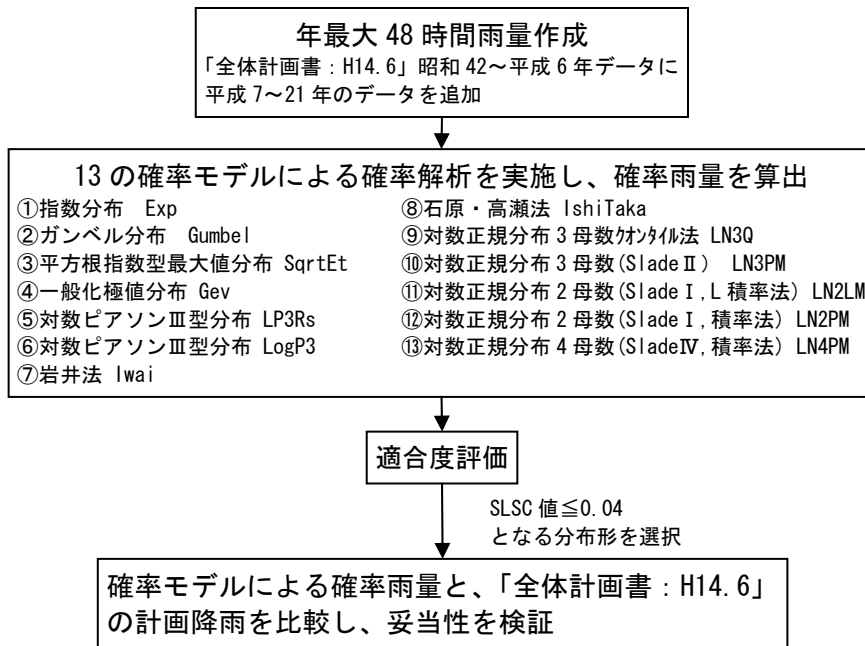 年最大 48 時間雨量作成
「全体計画書：H14.6」昭和 42～平成 6 年データに
平成 7～21 年のデータを追加
13 の確率モデルによる確率解析を実施し、確率雨量を算出
①指数分布　Exp
②ガンベル分布　Gumbel
③平方根指数型最大値分布 SqrtEt
④一般化極値分布 Gev
⑤対数ピアソンⅢ型分布 LP3Rs
⑥対数ピアソンⅢ型分布 LogP3
⑦岩井法 Iwai
⑧石原・高瀬法 IshiTaka
⑨対数正規分布 3 母数ｸｵﾝﾀｲﾙ法 LN3Q
⑩対数正規分布 3 母数(SladeⅡ)　LN3PM
⑪対数正規分布 2 母数(SladeⅠ,L 積率法) LN2LM
⑫対数正規分布 2 母数(SladeⅠ,積率法) LN2PM
⑬対数正規分布 4 母数(SladeⅣ,積率法) LN4PM
適合度評価
SLSC 値≦0.04
となる分布形を選択
確率モデルによる確率雨量と、「全体計画書：H14.6」
の計画降雨を比較し、妥当性を検証